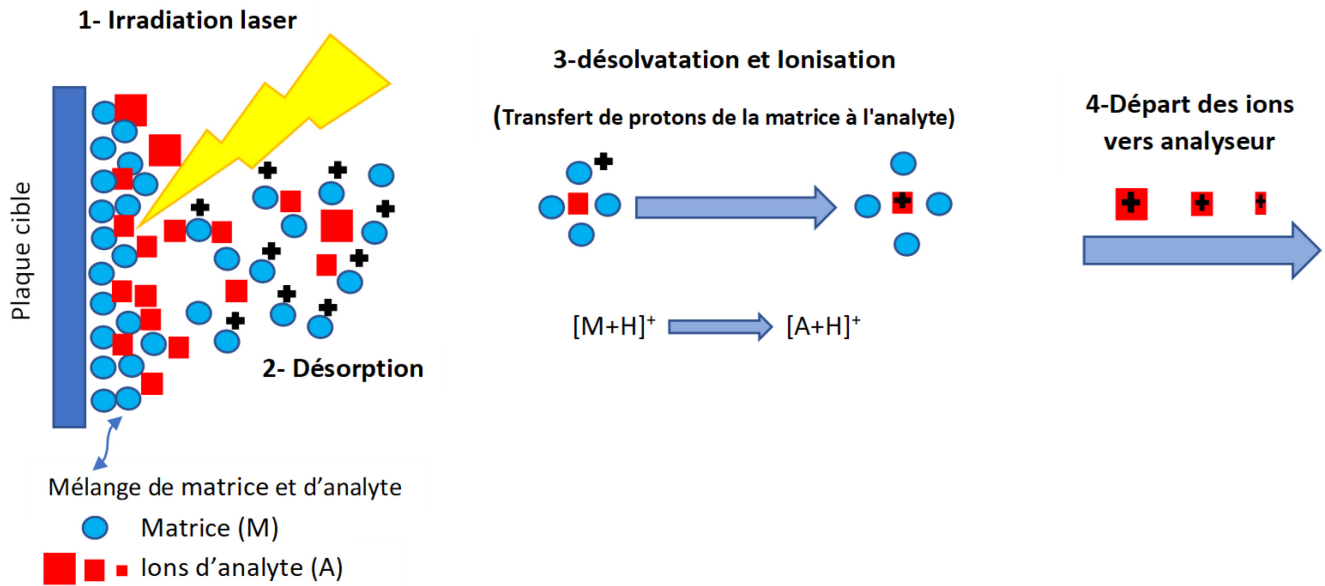 1- Irradiation laser
Plaque cible
2- Désorption
Mélange de matrice et d’analyte
Matrice (M)
Ions d’analyte (A)
3-désolvatation et Ionisation
(Transfert de protons de la matrice à l'analyte)
[M+H]⁺ [A+H]⁺
4-Départ des ions
vers analyseur